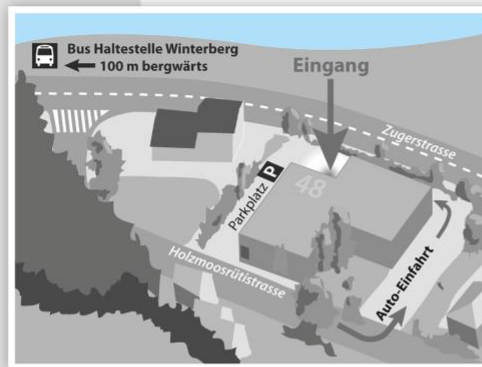 Bus Haltestelle Winterberg
100 m bergwärts
Eingang
Zugerstrasse
P
Parkplatz
48
Holzmoosrütistrasse
Auto-Einfahrt